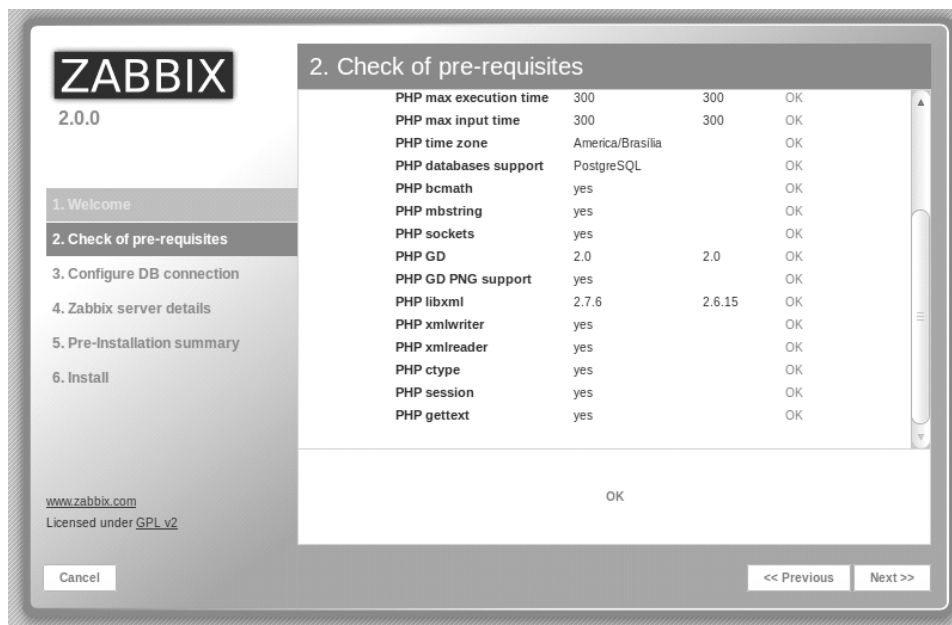 ZABBIX
2.0.0
1. Welcome
2. Check of pre-requisites
3. Configure DB connection
4. Zabbix server details
5. Pre-Installation summary
6. Install
www.zabbix.com
Licensed under GPL v2
2. Check of pre-requisites
PHP max execution time 300 300 OK
PHP max input time 300 300 OK
PHP time zone America/Brasília OK
PHP databases support PostgreSQL OK
PHP bcmath yes OK
PHP mbstring yes OK
PHP sockets yes OK
PHP GD 2.0 2.0 OK
PHP GD PNG support yes OK
PHP libxml 2.7.6 2.6.15 OK
PHP xmlwriter yes OK
PHP xmlreader yes OK
PHP ctype yes OK
PHP session yes OK
PHP gettext yes OK
OK
Cancel
<< Previous
Next >>